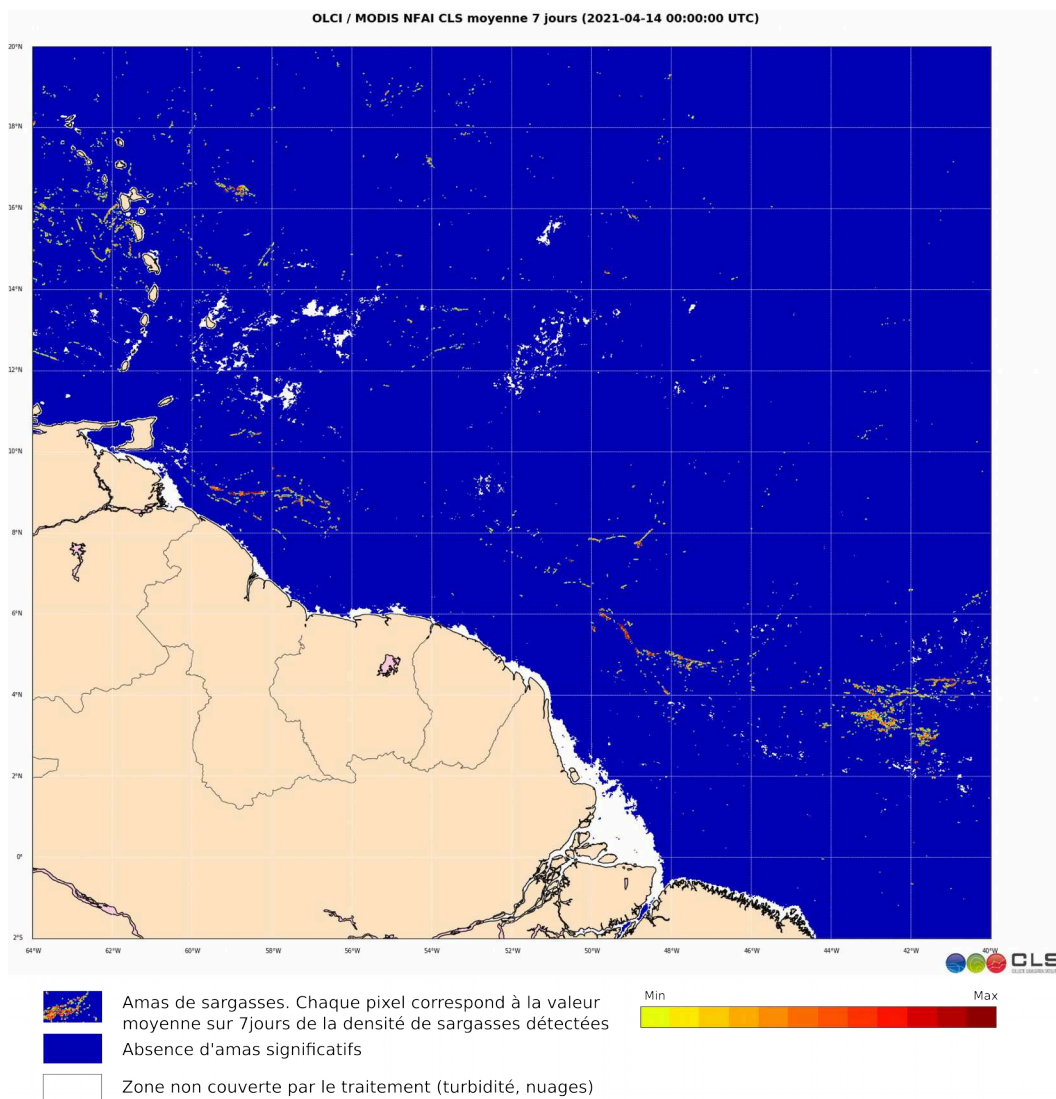 OLCI / MODIS NFAI CLS moyenne 7 jours (2021-04-14 00:00:00 UTC)
20°N
18°N
16°N
14°N
12°N
10°N
8°N
6°N
4°N
2°N
0°
2°S
64°W 62°W 60°W 58°W 56°W 54°W 52°W 50°W 48°W 46°W 44°W 42°W 40°W
CLS
Amas de sargasses. Chaque pixel correspond à la valeur
moyenne sur 7jours de la densité de sargasses détectées
Min Max
Absence d'amas significatifs
Zone non couverte par le traitement (turbidité, nuages)